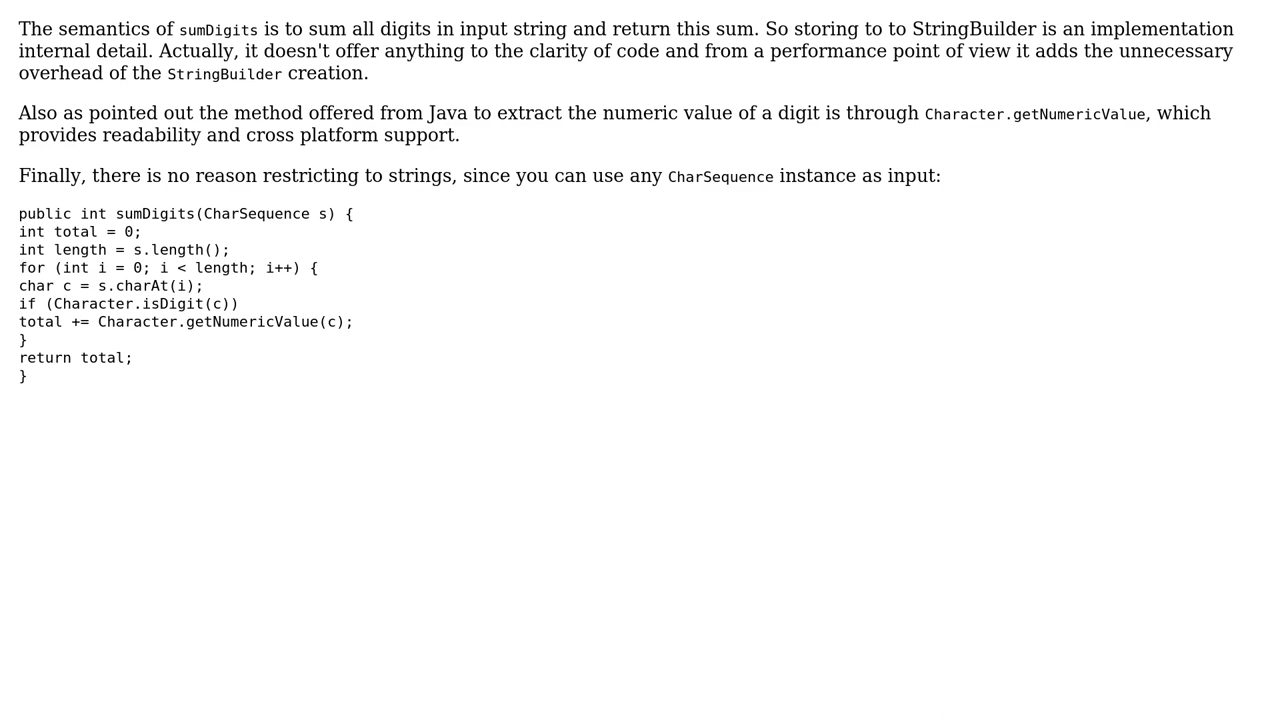 The semantics of sumDigits is to sum all digits in input string and return this sum. So storing to to StringBuilder is an implementation
internal detail. Actually, it doesn't offer anything to the clarity of code and from a performance point of view it adds the unnecessary
overhead of the StringBuilder creation.
Also as pointed out the method offered from Java to extract the numeric value of a digit is through Character.getNumericValue, which
provides readability and cross platform support.
Finally, there is no reason restricting to strings, since you can use any CharSequence instance as input:
public int sumDigits(CharSequence s) {
int total = 0;
int length = s.length();
for (int i = 0; i < length; i++) {
char c = s.charAt(i);
if (Character.isDigit(c))
total += Character.getNumericValue(c);
}
return total;
}